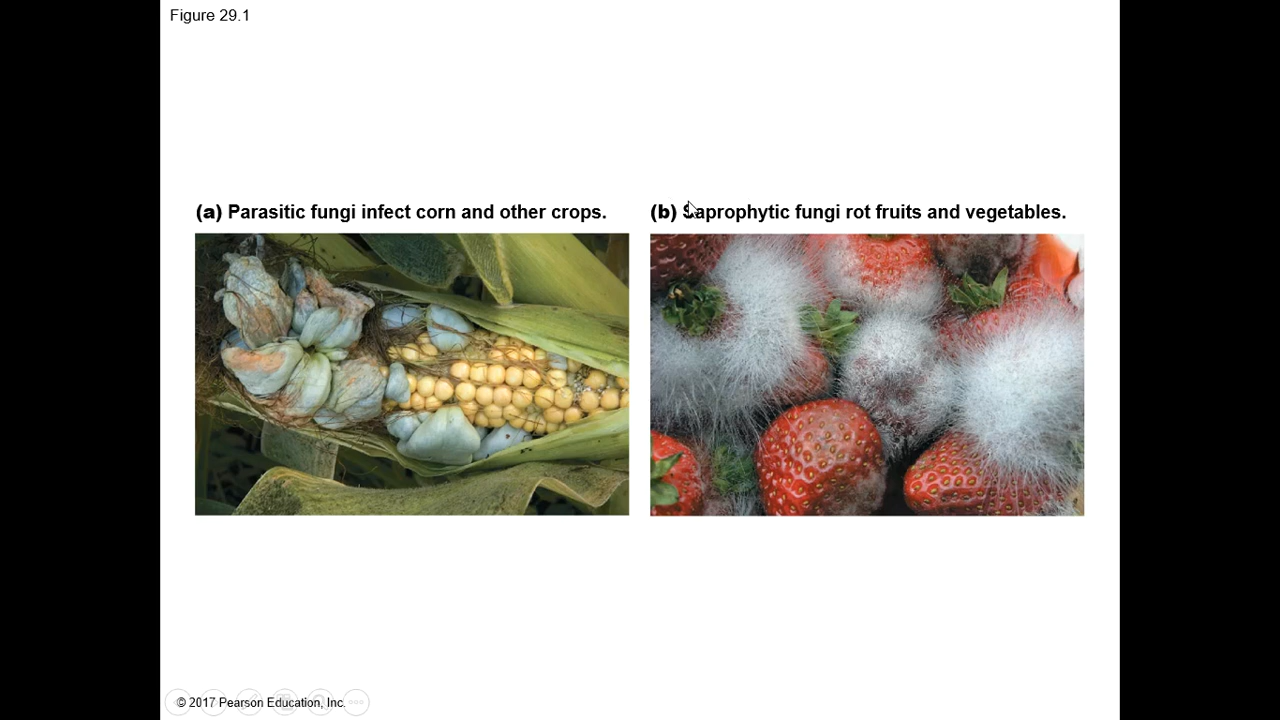 Figure 29.1
(a) Parasitic fungi infect corn and other crops.
(b) Saprophytic fungi rot fruits and vegetables.
© 2017 Pearson Education, Inc.